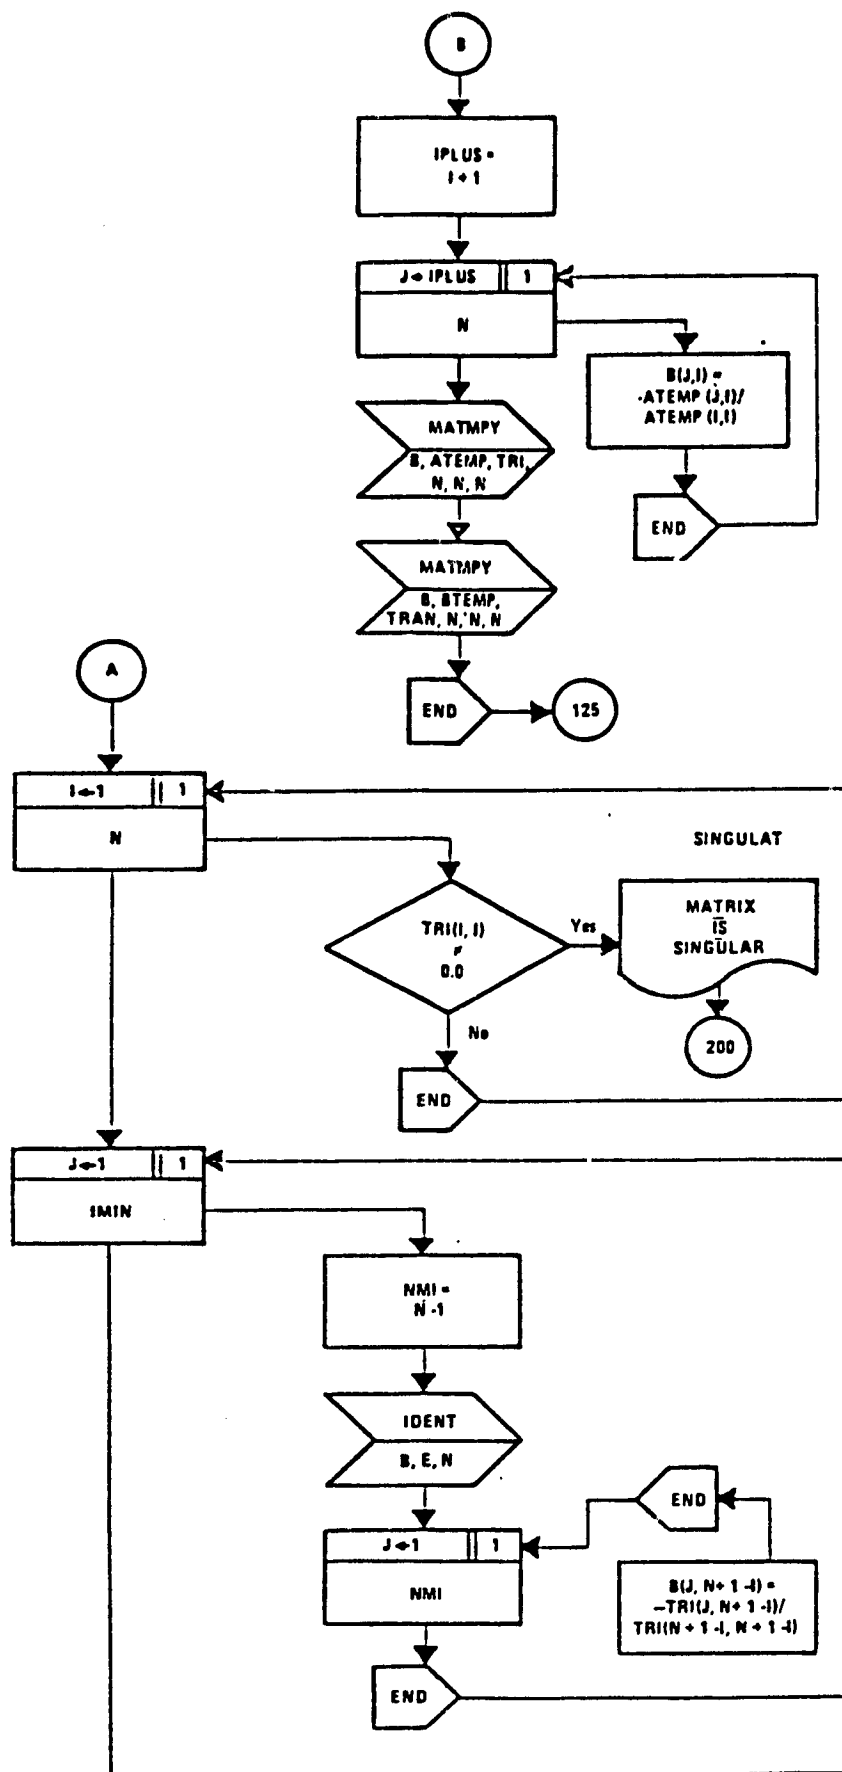 B
IPLUS =
I + 1
J ← IPLUS 1
N
B(J,I) =
-ATEMP (J,I)/
ATEMP (I,I)
MATMPY
B, ATEMP, TRI,
N, N, N
END
MATMPY
B, BTEMP,
TRAN, N, N, N
A
END
125
I ← 1 1
N
SINGULAT
TRI(I, I)
≠
0.0
Yes
MATRIX
IS
SINGULAR
No
200
END
J ← 1 1
IMIN
NMI =
N -1
IDENT
B, E, N
END
J ← 1 1
NMI
B(J, N + 1 -I) =
-TRI(J, N + 1 -I)/
TRI(N + 1 -I, N + 1 -I)
END